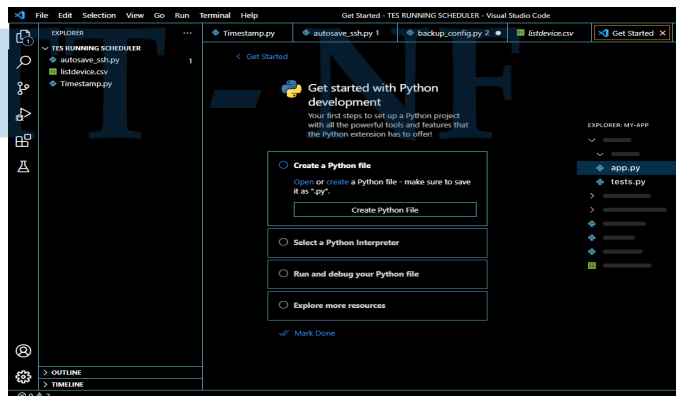 File Edit Selection View Go Run Terminal Help
Get Started - TES RUNNING SCHEDULER - Visual Studio Code
EXPLORER ...
Timestamp.py
autosave_ssh.py 1
backup_config.py 2
listdevice.csv
Get Started
TES RUNNING SCHEDULER
autosave_ssh.py 1
listdevice.csv
Timestamp.py
Get Started
Get started with Python
development
Your first steps to set up a Python project
with all the powerful tools and features that
the Python extension has to offer!
Create a Python file
Open or create a Python file - make sure to save
it as ".py".
Create Python File
Select a Python Interpreter
Run and debug your Python file
Explore more resources
Mark Done
EXPLORER: MY-APP
app.py
tests.py
OUTLINE
TIMELINE
1
IT - NF